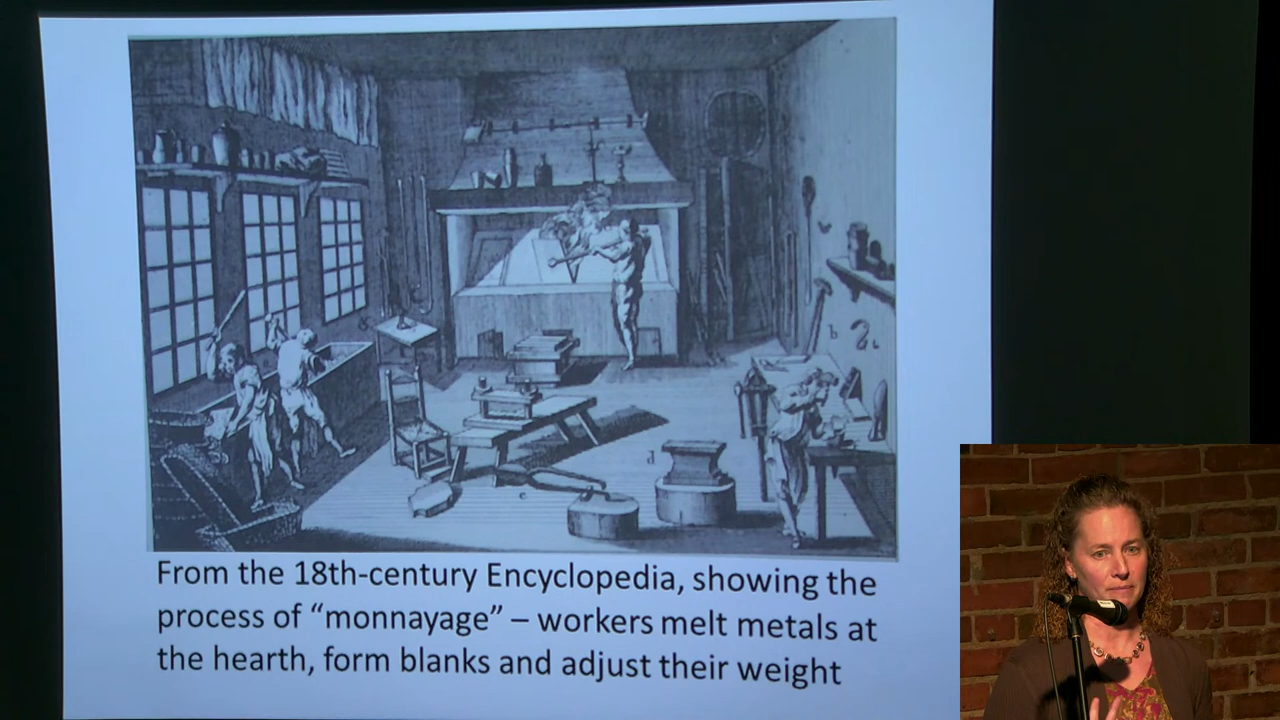 From the 18th-century Encyclopedia, showing the
process of “monnayage” – workers melt metals at
the hearth, form blanks and adjust their weight